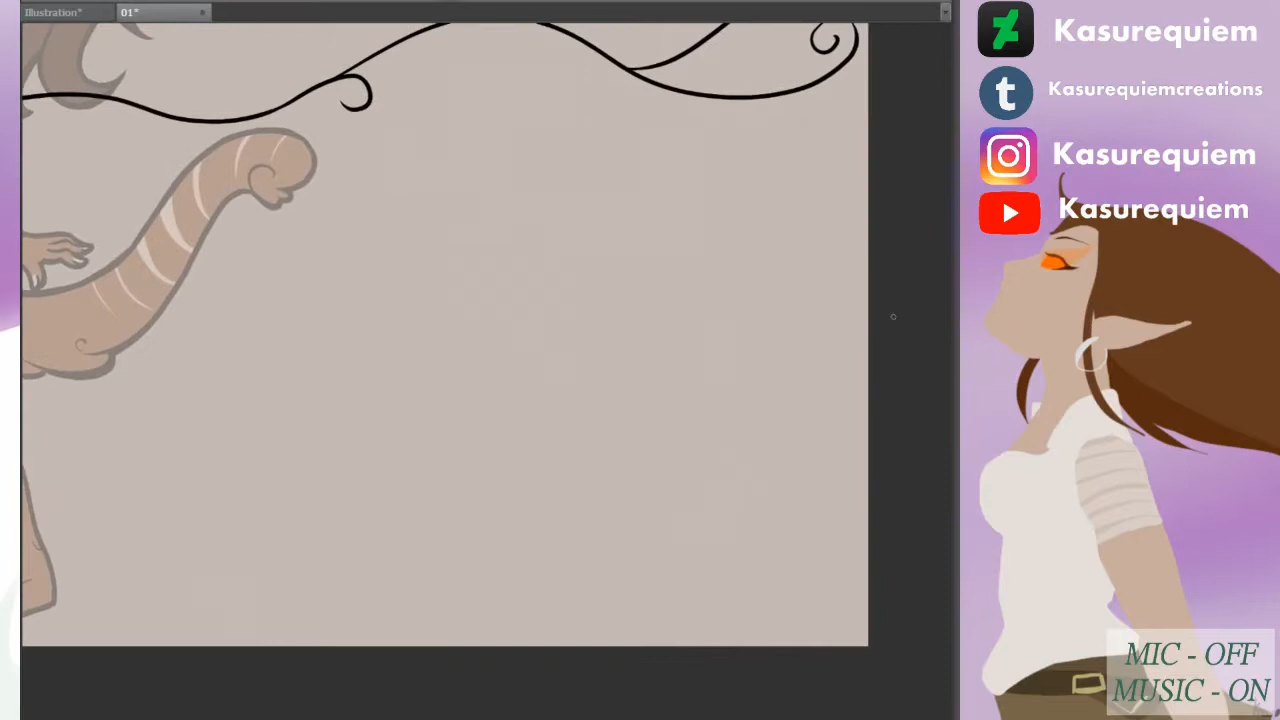 Illustration*
01*
Kasurequiem
t
Kasurequiemcreations
Kasurequiem
Kasurequiem
MIC - OFF
MUSIC - ON